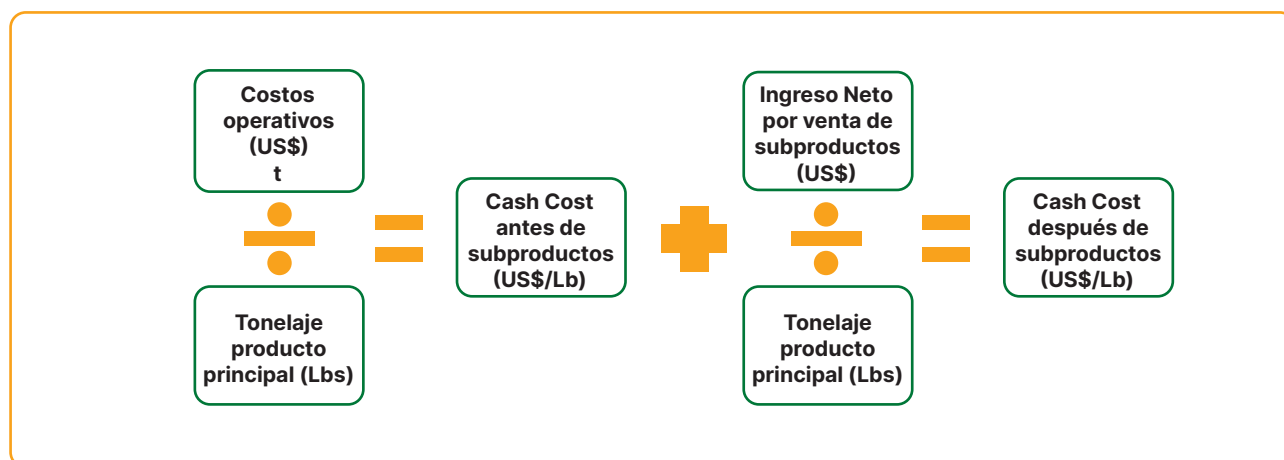 Costos
operativos
(US$)
t
Tonelaje
producto
principal (Lbs)
Cash Cost
antes de
subproductos
(US$/Lb)
Ingreso Neto
por venta de
subproductos
(US$)
Tonelaje
producto
principal (Lbs)
Cash Cost
después de
subproductos
(US$/Lb)